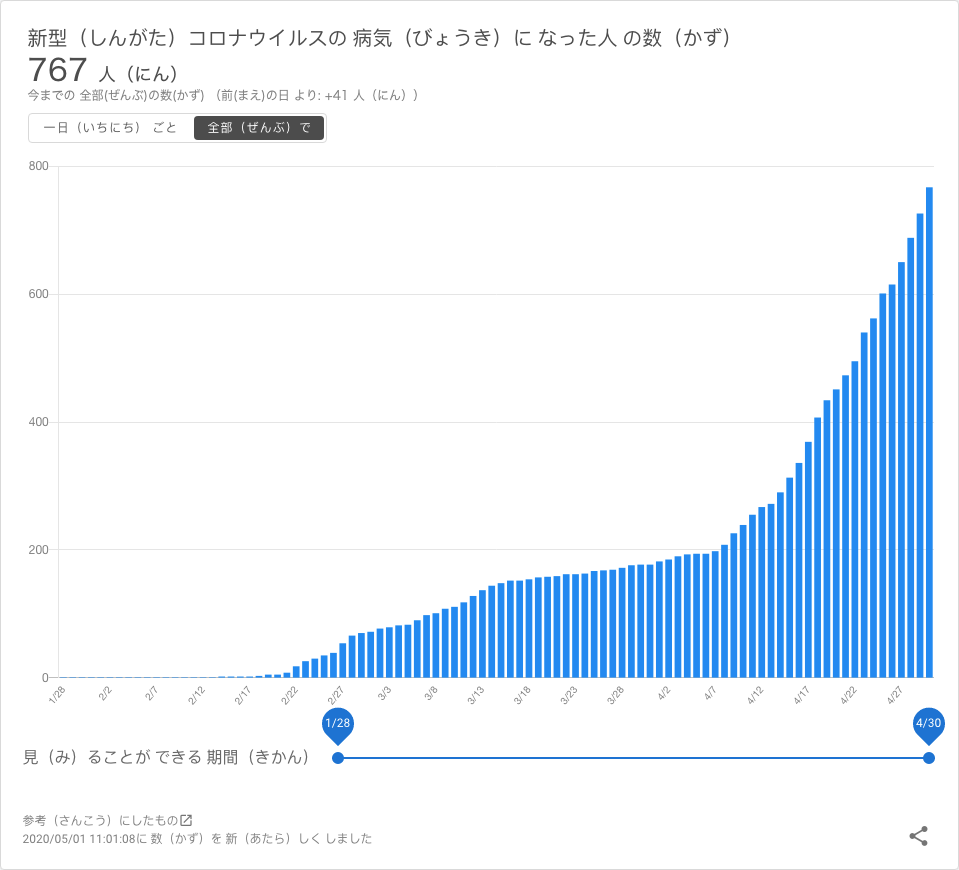 新型（しんがた）コロナウイルスの 病気（びょうき）に なった人 の数（かず）
767 人（にん）
今までの 全部(ぜんぶ)の数(かず) （前(まえ)の日 より: +41 人（にん））
一日（いちにち） ごと 全部（ぜんぶ）で
800
600
400
200
0
1/28 2/2 2/7 2/12 2/17 2/22 2/27 3/3 3/8 3/13 3/18 3/23 3/28 4/2 4/7 4/12 4/17 4/22 4/27
1/28 4/30
見（み）ることが できる 期間（きかん）
参考（さんこう）にしたもの
2020/05/01 11:01:08に 数（かず）を 新（あたら）しく しました